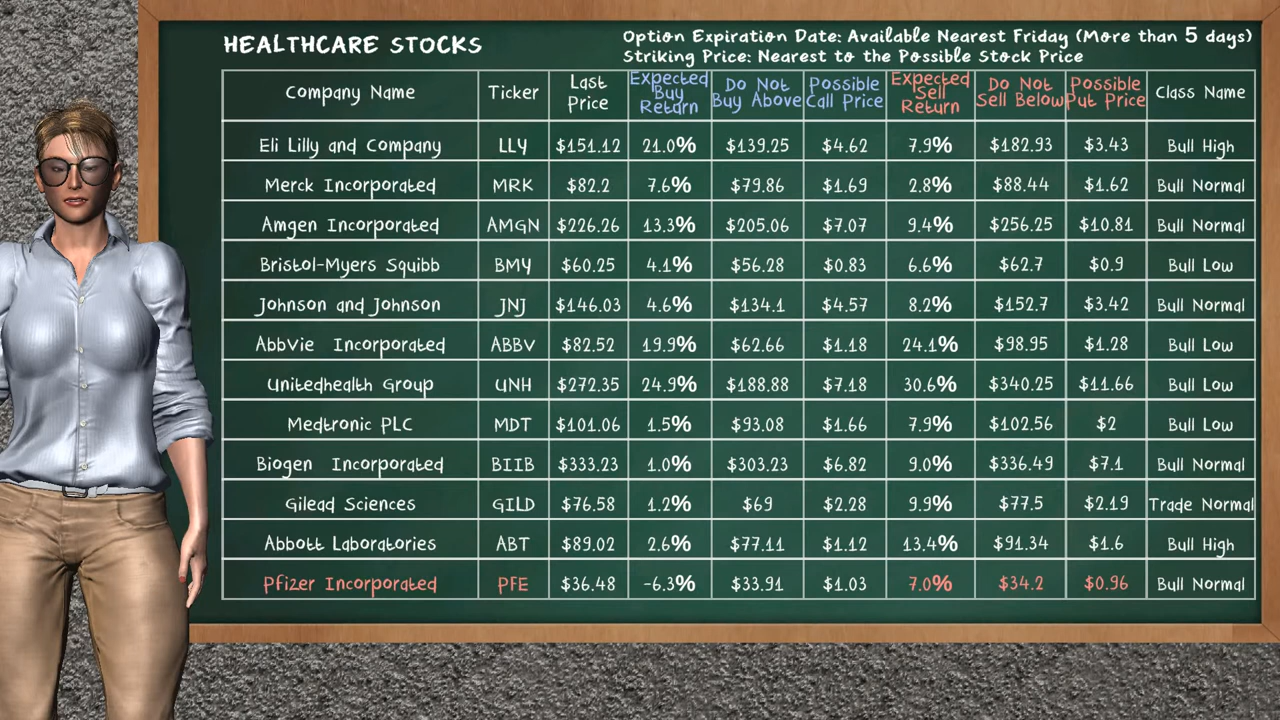 HEALTHCARE STOCKS
Option Expiration Date: Available Nearest Friday (More than 5 days)
Striking Price: Nearest to the Possible Stock Price
Company Name Ticker Last Price Expected Buy Return Do Not Buy Above Possible Call Price Expected Sell Return Do Not Sell Below Possible Put Price Class Name
Eli Lilly and Company LLY $151.12 21.0% $139.25 $4.62 7.9% $182.93 $3.43 Bull High
Merck Incorporated MRK $82.2 7.6% $79.86 $1.69 2.8% $88.44 $1.62 Bull Normal
Amgen Incorporated AMGN $226.26 13.3% $205.06 $7.07 9.4% $256.25 $10.81 Bull Normal
Bristol-Myers Squibb BMY $60.25 4.1% $56.28 $0.83 6.6% $62.7 $0.9 Bull Low
Johnson and Johnson JNJ $146.03 4.6% $134.1 $4.57 8.2% $152.7 $3.42 Bull Normal
AbbVie Incorporated ABBV $82.52 19.9% $62.66 $1.18 24.1% $98.95 $1.28 Bull Low
Unitedhealth Group UNH $272.35 24.9% $188.88 $7.18 30.6% $340.25 $11.66 Bull Low
Medtronic PLC MDT $101.06 1.5% $93.08 $1.66 7.9% $102.56 $2 Bull Low
Biogen Incorporated BIIB $333.23 1.0% $303.23 $6.82 9.0% $336.49 $7.1 Bull Normal
Gilead Sciences GILD $76.58 1.2% $69 $2.28 9.9% $77.5 $2.19 Trade Normal
Abbott Laboratories ABT $89.02 2.6% $77.11 $1.12 13.4% $91.34 $1.6 Bull High
Pfizer Incorporated PFE $36.48 -6.3% $33.91 $1.03 7.0% $34.2 $0.96 Bull Normal